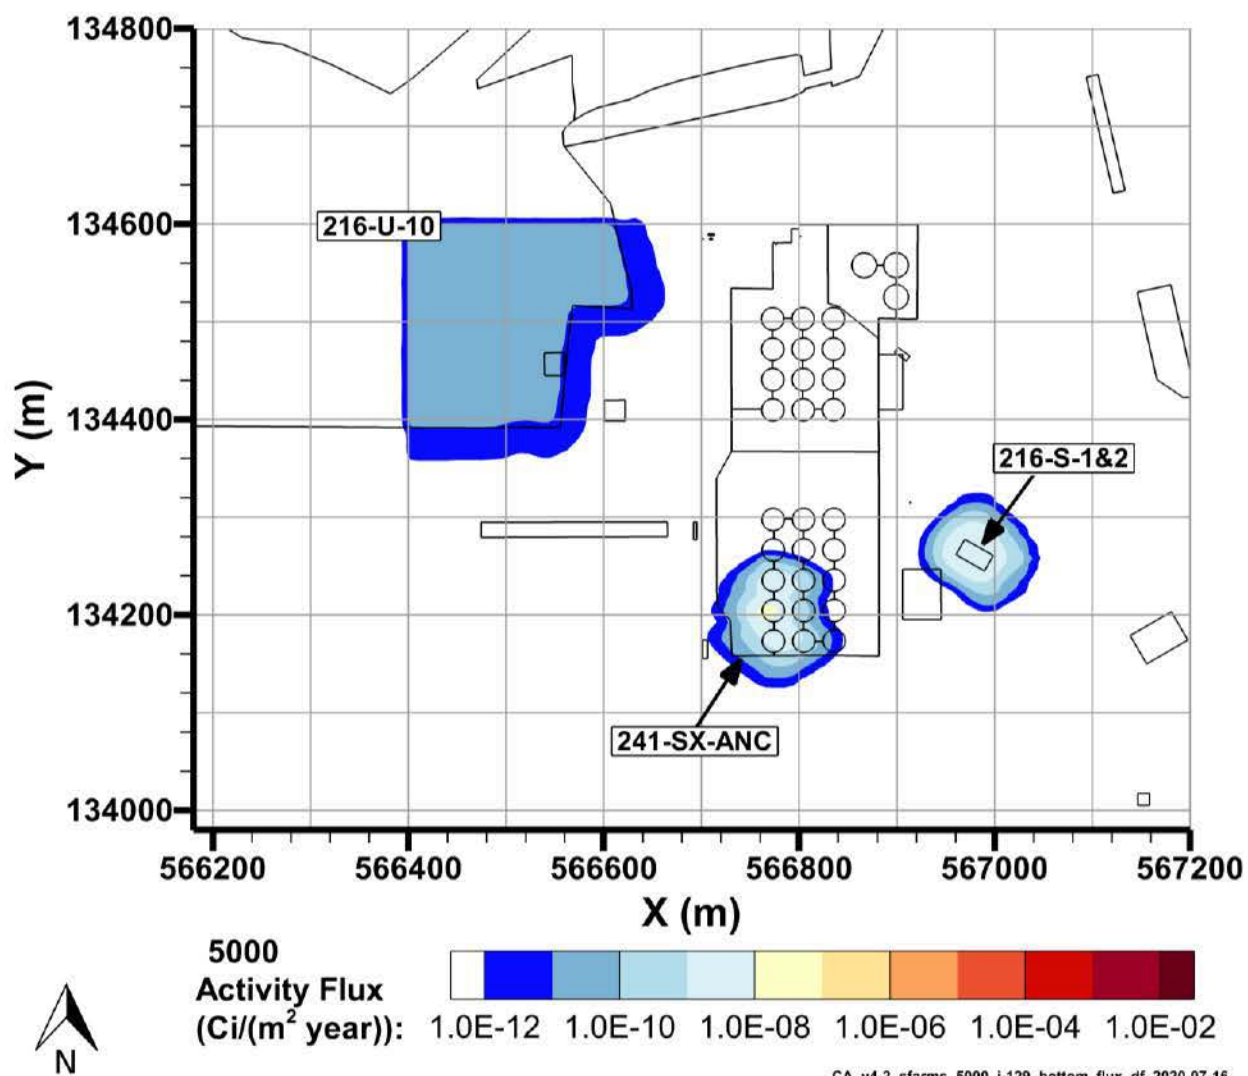 134800
134600
216-U-10
134400
Y (m)
216-S-1&2
134200
241-SX-ANC
134000
566200 566400 566600 566800 567000 567200
X (m)
5000
Activity Flux
(Ci/(m² year)):
1.0E-12 1.0E-10 1.0E-08 1.0E-06 1.0E-04 1.0E-02
N